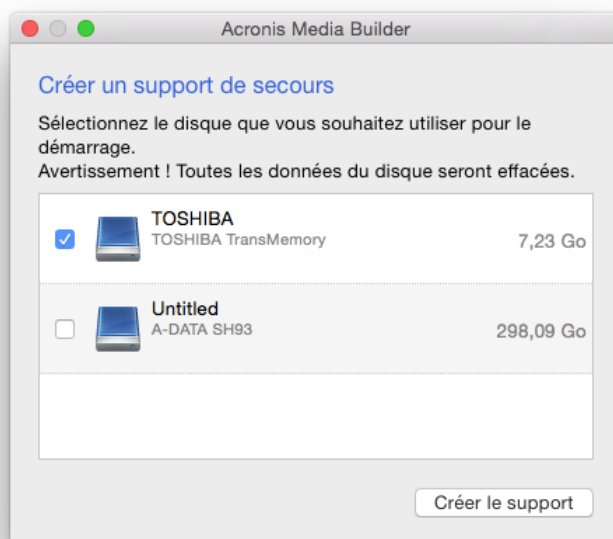 Acronis Media Builder
Créer un support de secours
Sélectionnez le disque que vous souhaitez utiliser pour le
démarrage.
Avertissement ! Toutes les données du disque seront effacées.
TOSHIBA
TOSHIBA TransMemory
7,23 Go
Untitled
A-DATA SH93
298,09 Go
Créer le support